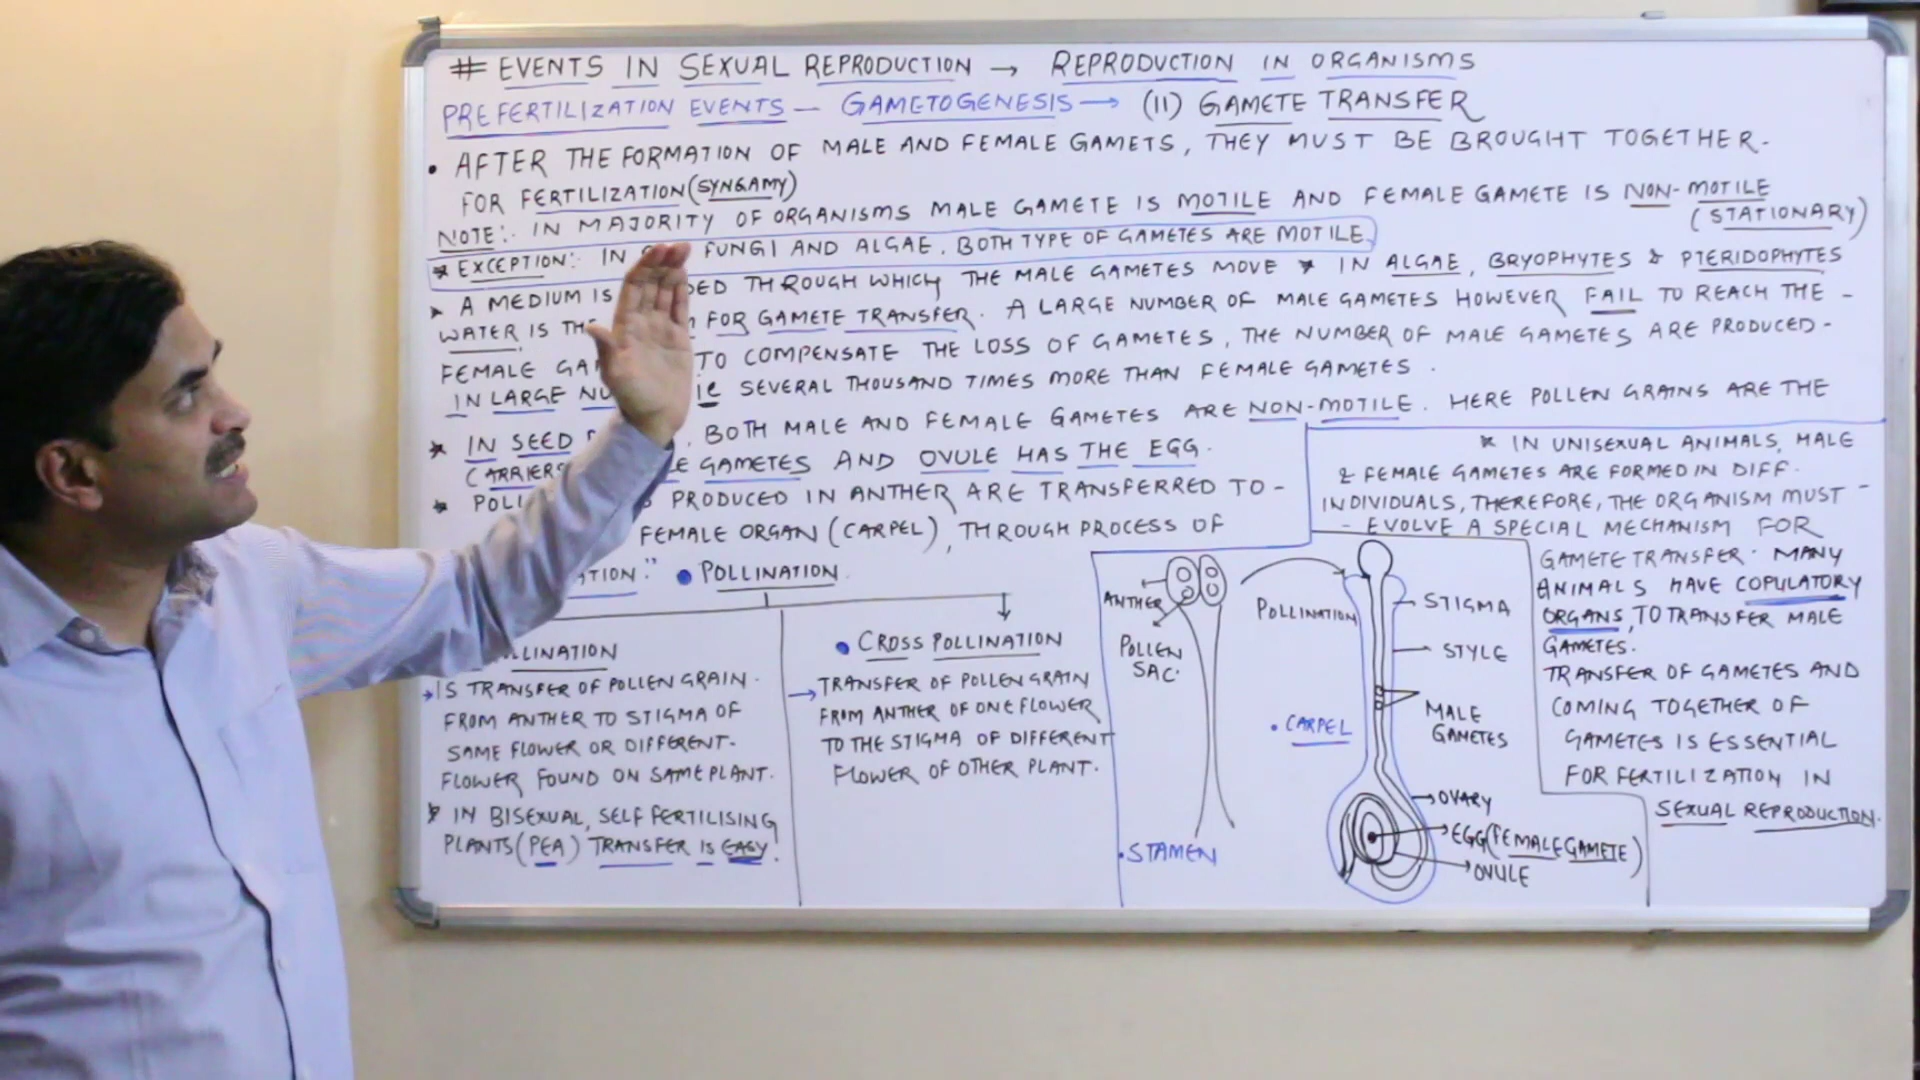 # EVENTS IN SEXUAL REPRODUCTION → REPRODUCTION IN ORGANISMS
PREFERTILIZATION EVENTS — GAMETOGENESIS → (11) GAMETE TRANSFER
• AFTER THE FORMATION OF MALE AND FEMALE GAMETS, THEY MUST BE BROUGHT TOGETHER-
FOR FERTILIZATION (SYNGAMY)
NOTE:. IN MAJORITY OF ORGANISMS MALE GAMETE IS MOTILE AND FEMALE GAMETE IS NON-MOTILE
(STATIONARY)
* EXCEPTION: IN FUNGI AND ALGAE. BOTH TYPE OF GAMETES ARE MOTILE.
A MEDIUM IS THROUGH WHICH THE MALE GAMETES MOVE * IN ALGAE, BRYOPHYTES & PTERIDOPHYTES
WATER IS THE FOR GAMETE TRANSFER. A LARGE NUMBER OF MALE GAMETES HOWEVER FAIL TO REACH THE -
FEMALE TO COMPENSATE THE LOSS OF GAMETES, THE NUMBER OF MALE GAMETES ARE PRODUCED-
IN LARGE ie SEVERAL THOUSAND TIMES MORE THAN FEMALE GAMETES.
* IN SEED , BOTH MALE AND FEMALE GAMETES ARE NON-MOTILE. HERE POLLEN GRAINS ARE THE
CARRIERS GAMETES AND OVULE HAS THE EGG.
* PRODUCED IN ANTHER ARE TRANSFERRED TO -
FEMALE ORGAN (CARPEL), THROUGH PROCESS OF
• POLLINATION.
IS TRANSFER OF POLLEN GRAIN-
FROM ANTHER TO STIGMA OF
SAME FLOWER OR DIFFERENT-
FLOWER FOUND ON SAME PLANT.
* IN BISEXUAL, SELF FERTILISING
PLANTS (PEA) TRANSFER IS EASY!
• CROSS POLLINATION
→ TRANSFER OF POLLEN GRAIN
FROM ANTHER OF ONE FLOWER
TO THE STIGMA OF DIFFERENT
FLOWER OF OTHER PLANT.
ANTHER
POLLEN
SAC.
• STAMEN
POLLINATION
STIGMA
STYLE
MALE
GAMETES
• CARPEL
OVARY
EGG (FEMALE GAMETE)
OVULE
* IN UNISEXUAL ANIMALS, MALE
& FEMALE GAMETES ARE FORMED IN DIFF.
INDIVIDUALS, THEREFORE, THE ORGANISM MUST -
- EVOLVE A SPECIAL MECHANISM FOR
GAMETE TRANSFER. MANY
ANIMALS HAVE COPULATORY
ORGANS, TO TRANSFER MALE
GAMETES.
TRANSFER OF GAMETES AND
COMING TOGETHER OF
GAMETES IS ESSENTIAL
FOR FERTILIZATION IN
SEXUAL REPRODUCTION.